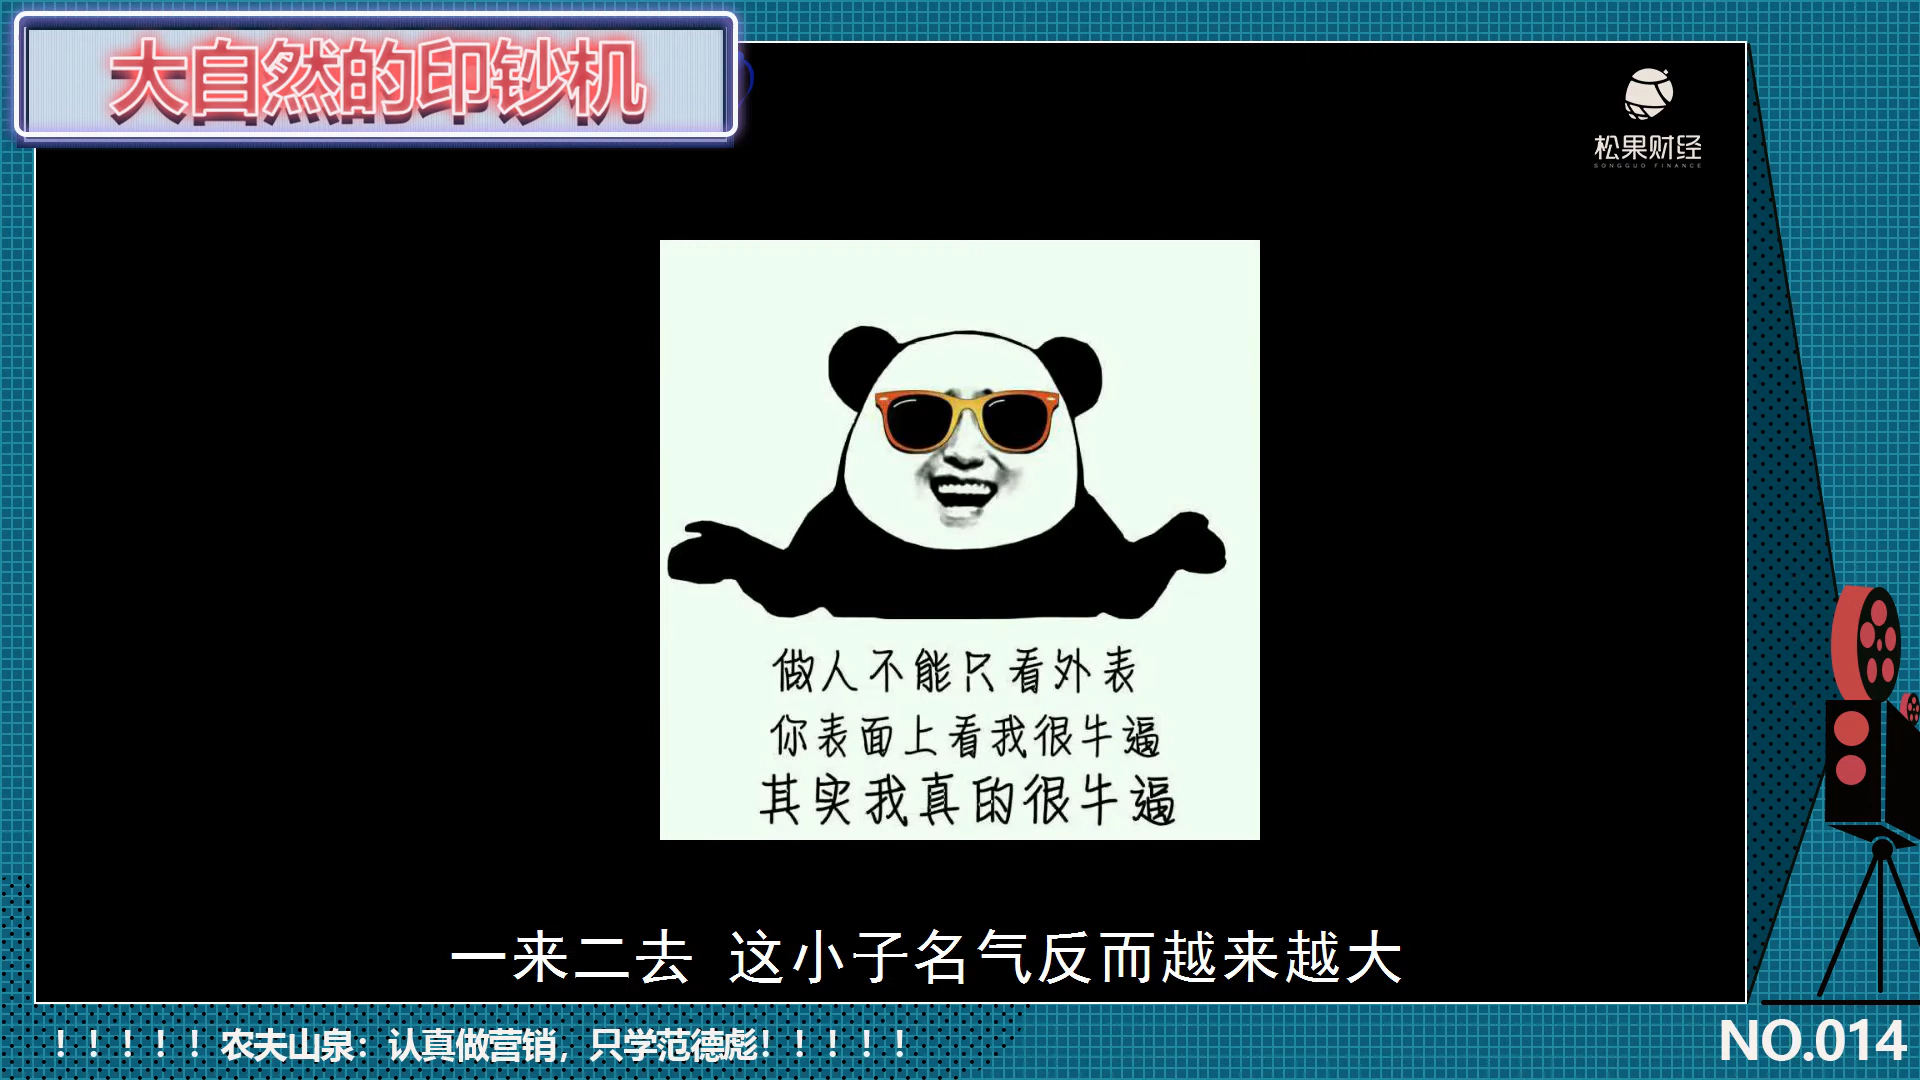 大自然的印钞机
松果财经
SONGGUO FINANCE
做人不能只看外表
你表面上看我很牛逼
其实我真的很牛逼
一来二去 这小子名气反而越来越大
！！！！！农夫山泉：认真做营销，只学范德彪！！！！！
NO.014